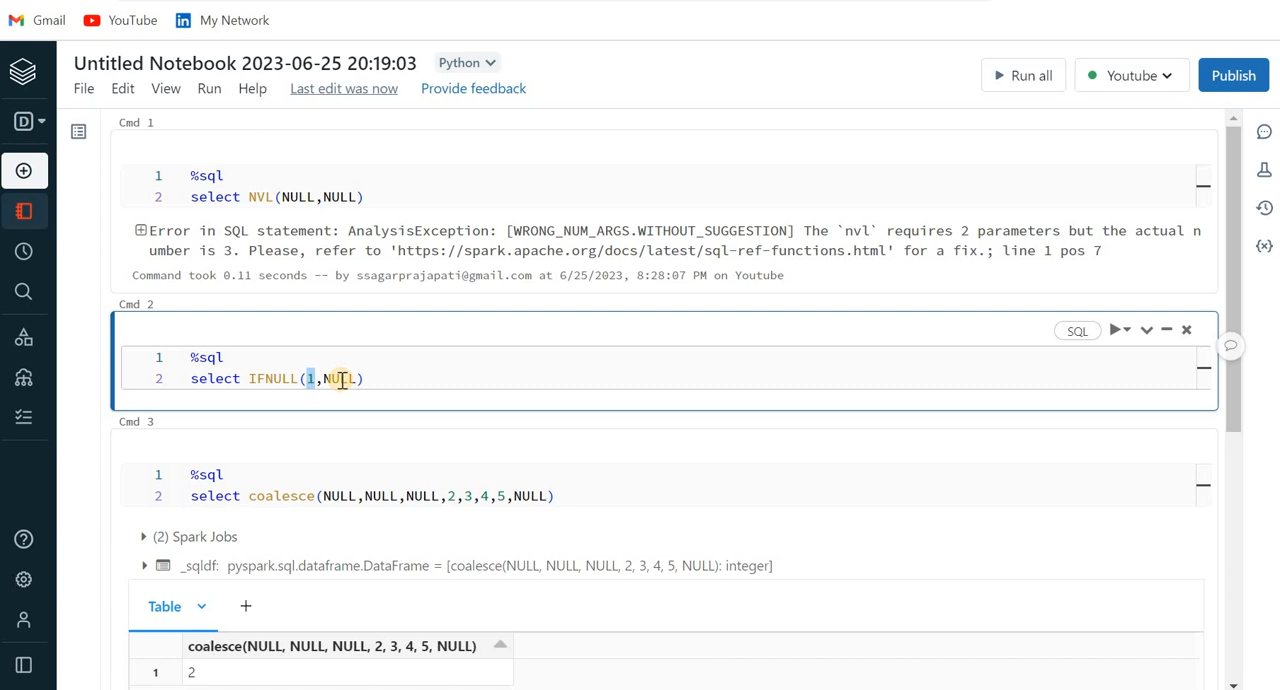 Gmail YouTube My Network
Untitled Notebook 2023-06-25 20:19:03 Python
File Edit View Run Help Last edit was now Provide feedback
Run all Youtube Publish
D
Cmd 1
1 %sql
2 select NVL(NULL,NULL)
Error in SQL statement: AnalysisException: [WRONG_NUM_ARGS.WITHOUT_SUGGESTION] The `nvl` requires 2 parameters but the actual n
umber is 3. Please, refer to 'https://spark.apache.org/docs/latest/sql-ref-functions.html' for a fix.; line 1 pos 7
Command took 0.11 seconds -- by ssagarprajapati@gmail.com at 6/25/2023, 8:28:07 PM on Youtube
Cmd 2
SQL
1 %sql
2 select IFNULL(1,NULL)
Cmd 3
1 %sql
2 select coalesce(NULL,NULL,NULL,2,3,4,5,NULL)
(2) Spark Jobs
_sqldf: pyspark.sql.dataframe.DataFrame = [coalesce(NULL, NULL, NULL, 2, 3, 4, 5, NULL): integer]
Table +
coalesce(NULL, NULL, NULL, 2, 3, 4, 5, NULL)
1 2